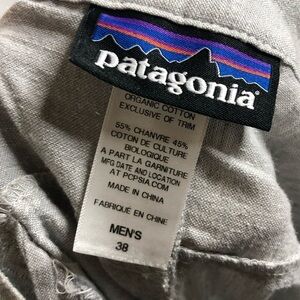 patagonia®
ORGANIC COTTON
EXCLUSIVE OF TRIM
55% CHANVRE 45%
COTON DE CULTURE
BIOLOGIQUE
A PART LA GARNITURE
MFG DATE AND LOCATION
AT PCPSIA.COM
MADE IN CHINA
FABRIQUÉ EN CHINE
MEN'S
38